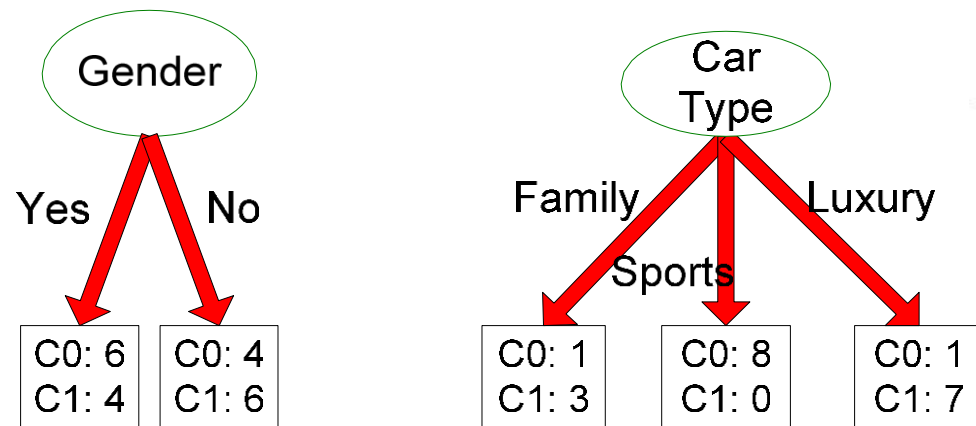 Gender
Yes
No
C0: 6
C1: 4
C0: 4
C1: 6
Car
Type
Family
Sports
Luxury
C0: 1
C1: 3
C0: 8
C1: 0
C0: 1
C1: 7